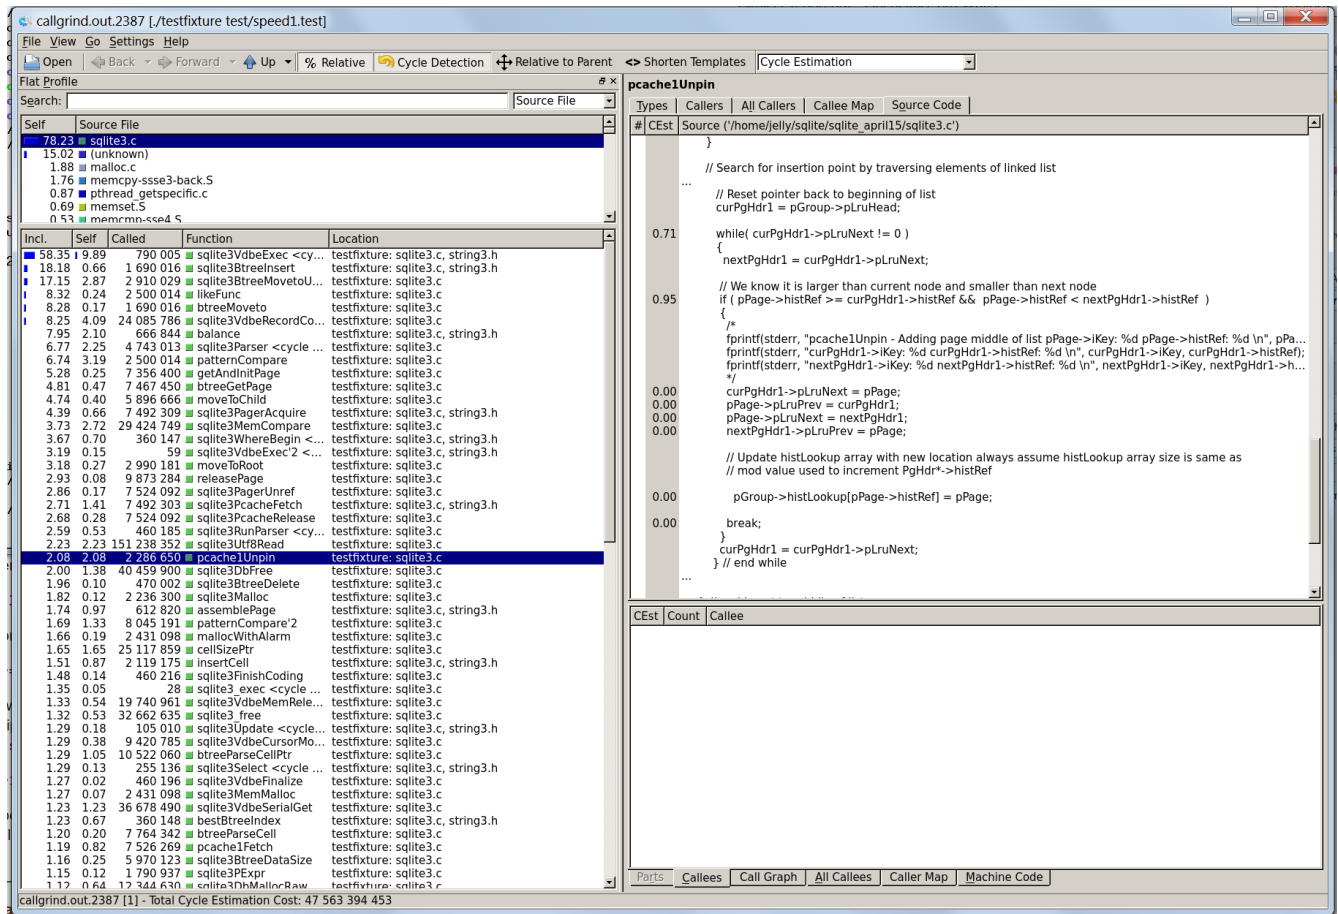 callgrind.out.2387 [./testfixture test/speed1.test]
File View Go Settings Help
Open Back Forward Up % Relative Cycle Detection Relative to Parent <> Shorten Templates Cycle Estimation
Flat Profile
Search: Source File
Self Source File
78.23 sqlite3.c
15.02 (unknown)
1.88 malloc.c
1.76 memcpy-ssse3-back.S
0.87 pthread_getspecific.c
0.69 memset.S
0.53 memcmp-sse4.S
Incl. Self Called Function Location
58.35 9.89 790 005 sqlite3VdbeExec <cy... testfixture: sqlite3.c, string3.h
18.18 0.66 1 690 016 sqlite3BtreeInsert testfixture: sqlite3.c, string3.h
17.15 2.87 2 910 029 sqlite3BtreeMovetoU... testfixture: sqlite3.c
8.32 0.24 2 500 014 likeFunc testfixture: sqlite3.c
8.28 0.17 1 690 016 btreeMoveto testfixture: sqlite3.c
8.25 4.09 24 085 786 sqlite3VdbeRecordCo... testfixture: sqlite3.c
7.95 2.10 666 844 balance testfixture: sqlite3.c, string3.h
6.77 2.25 4 743 013 sqlite3Parser <cycle ... testfixture: sqlite3.c
6.74 3.19 2 500 014 patternCompare testfixture: sqlite3.c
5.28 0.25 7 356 400 getAndInitPage testfixture: sqlite3.c
4.81 0.47 7 467 450 btreeGetPage testfixture: sqlite3.c
4.74 0.40 5 896 666 moveToChild testfixture: sqlite3.c
4.39 0.66 7 492 309 sqlite3PagerAcquire testfixture: sqlite3.c, string3.h
3.73 2.72 29 424 749 sqlite3MemCompare testfixture: sqlite3.c
3.67 0.70 360 147 sqlite3WhereBegin <... testfixture: sqlite3.c, string3.h
3.19 0.15 59 sqlite3VdbeExec'2 <... testfixture: sqlite3.c, string3.h
3.18 0.27 2 990 181 moveToRoot testfixture: sqlite3.c
2.93 0.08 9 873 284 releasePage testfixture: sqlite3.c
2.86 0.17 7 524 092 sqlite3PagerUnref testfixture: sqlite3.c
2.71 1.41 7 492 303 sqlite3PcacheFetch testfixture: sqlite3.c, string3.h
2.68 0.28 7 524 092 sqlite3PcacheRelease testfixture: sqlite3.c
2.59 0.53 460 185 sqlite3RunParser <cy... testfixture: sqlite3.c
2.23 2.23 151 238 352 sqlite3Utf8Read testfixture: sqlite3.c
2.08 2.08 2 286 650 pcache1Unpin testfixture: sqlite3.c
2.00 1.38 40 459 900 sqlite3DbFree testfixture: sqlite3.c
1.96 0.10 470 002 sqlite3BtreeDelete testfixture: sqlite3.c
1.82 0.12 2 236 300 sqlite3Malloc testfixture: sqlite3.c
1.74 0.97 612 820 assemblePage testfixture: sqlite3.c, string3.h
1.69 1.33 8 045 191 patternCompare'2 testfixture: sqlite3.c
1.66 0.19 2 431 098 mallocWithAlarm testfixture: sqlite3.c
1.65 1.65 25 117 859 cellSizePtr testfixture: sqlite3.c
1.51 0.87 2 119 175 insertCell testfixture: sqlite3.c, string3.h
1.48 0.14 460 216 sqlite3FinishCoding testfixture: sqlite3.c
1.35 0.05 28 sqlite3_exec <cycle ... testfixture: sqlite3.c
1.33 0.54 19 740 961 sqlite3VdbeMemRele... testfixture: sqlite3.c
1.32 0.53 32 662 635 sqlite3_free testfixture: sqlite3.c
1.29 0.18 105 010 sqlite3Update <cycle... testfixture: sqlite3.c, string3.h
1.29 0.38 9 420 785 sqlite3VdbeCursorMo... testfixture: sqlite3.c
1.29 1.05 10 522 060 btreeParseCellPtr testfixture: sqlite3.c
1.29 0.13 255 136 sqlite3Select <cycle ... testfixture: sqlite3.c, string3.h
1.27 0.02 460 196 sqlite3VdbeFinalize testfixture: sqlite3.c
1.27 0.07 2 431 098 sqlite3MemMalloc testfixture: sqlite3.c
1.23 1.23 36 678 490 sqlite3VdbeSerialGet testfixture: sqlite3.c
1.23 0.67 360 148 bestBtreeIndex testfixture: sqlite3.c, string3.h
1.20 0.20 7 764 342 btreeParseCell testfixture: sqlite3.c
1.19 0.82 7 526 269 pcache1Fetch testfixture: sqlite3.c
1.16 0.25 5 970 123 sqlite3BtreeDataSize testfixture: sqlite3.c
1.15 0.12 1 790 937 sqlite3PExpr testfixture: sqlite3.c
1.12 0.64 12 344 630 sqlite3DbMallocRaw testfixture: sqlite3.c
callgrind.out.2387 [1] - Total Cycle Estimation Cost: 47 563 394 453
pcache1Unpin
Types Callers All Callers Callee Map Source Code
# CEst Source ('/home/jelly/sqlite/sqlite_april15/sqlite3.c')
}
// Search for insertion point by traversing elements of linked list
...
// Reset pointer back to beginning of list
curPgHdr1 = pGroup->pLruHead;
0.71 while( curPgHdr1->pLruNext != 0 )
{
nextPgHdr1 = curPgHdr1->pLruNext;
// We know it is larger than current node and smaller than next node
0.95 if ( pPage->histRef >= curPgHdr1->histRef && pPage->histRef < nextPgHdr1->histRef )
{
/*
fprintf(stderr, "pcache1Unpin - Adding page middle of list pPage->iKey: %d pPage->histRef: %d \n", pPa...
fprintf(stderr, "curPgHdr1->iKey: %d curPgHdr1->histRef: %d \n", curPgHdr1->iKey, curPgHdr1->histRef);
fprintf(stderr, "nextPgHdr1->iKey: %d nextPgHdr1->histRef: %d \n", nextPgHdr1->iKey, nextPgHdr1->h...
*/
0.00 curPgHdr1->pLruNext = pPage;
0.00 pPage->pLruPrev = curPgHdr1;
0.00 pPage->pLruNext = nextPgHdr1;
0.00 nextPgHdr1->pLruPrev = pPage;
// Update histLookup array with new location always assume histLookup array size is same as
// mod value used to increment PgHdr*->histRef
0.00 pGroup->histLookup[pPage->histRef] = pPage;
0.00 break;
}
curPgHdr1 = curPgHdr1->pLruNext;
} // end while
...
CEst Count Callee
Parts Callees Call Graph All Callees Caller Map Machine Code